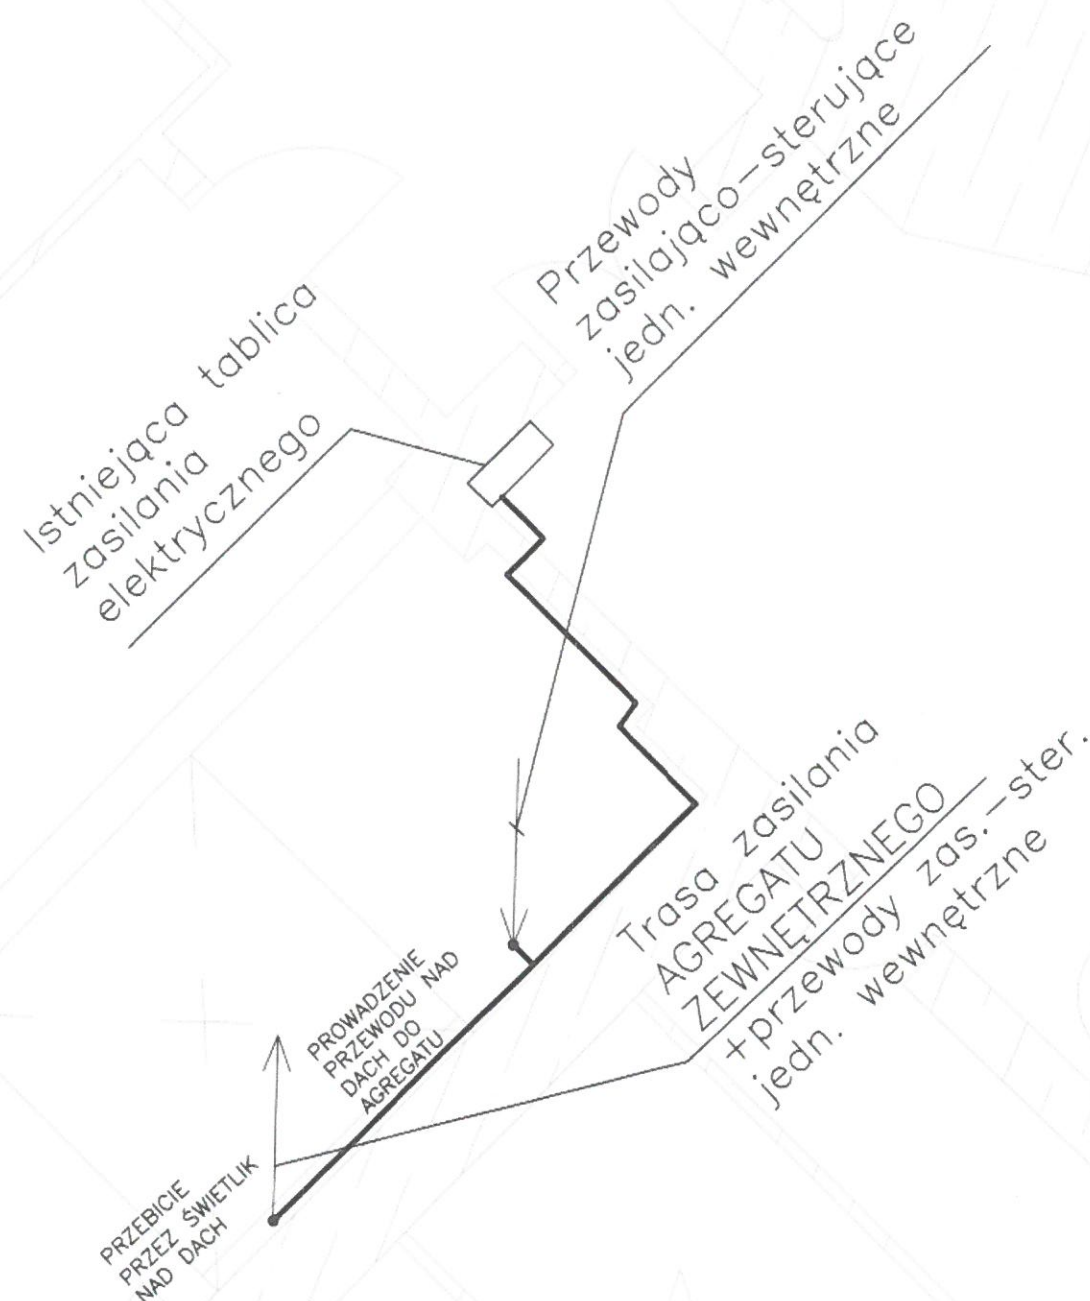 Przewody
zasilająco-sterujące
jedn. wewnętrzne
Istniejąca tablica
zasilania
elektrycznego
Trasa zasilania
AGREGATU
ZEWNĘTRZNEGO
+przewody zas.-ster.
jedn. wewnętrzne
PROWADZENIE
PRZEWODU NAD
DACH DO
AGREGATU
PRZEBICIE
PRZEZ ŚWIETLIK
NAD DACH